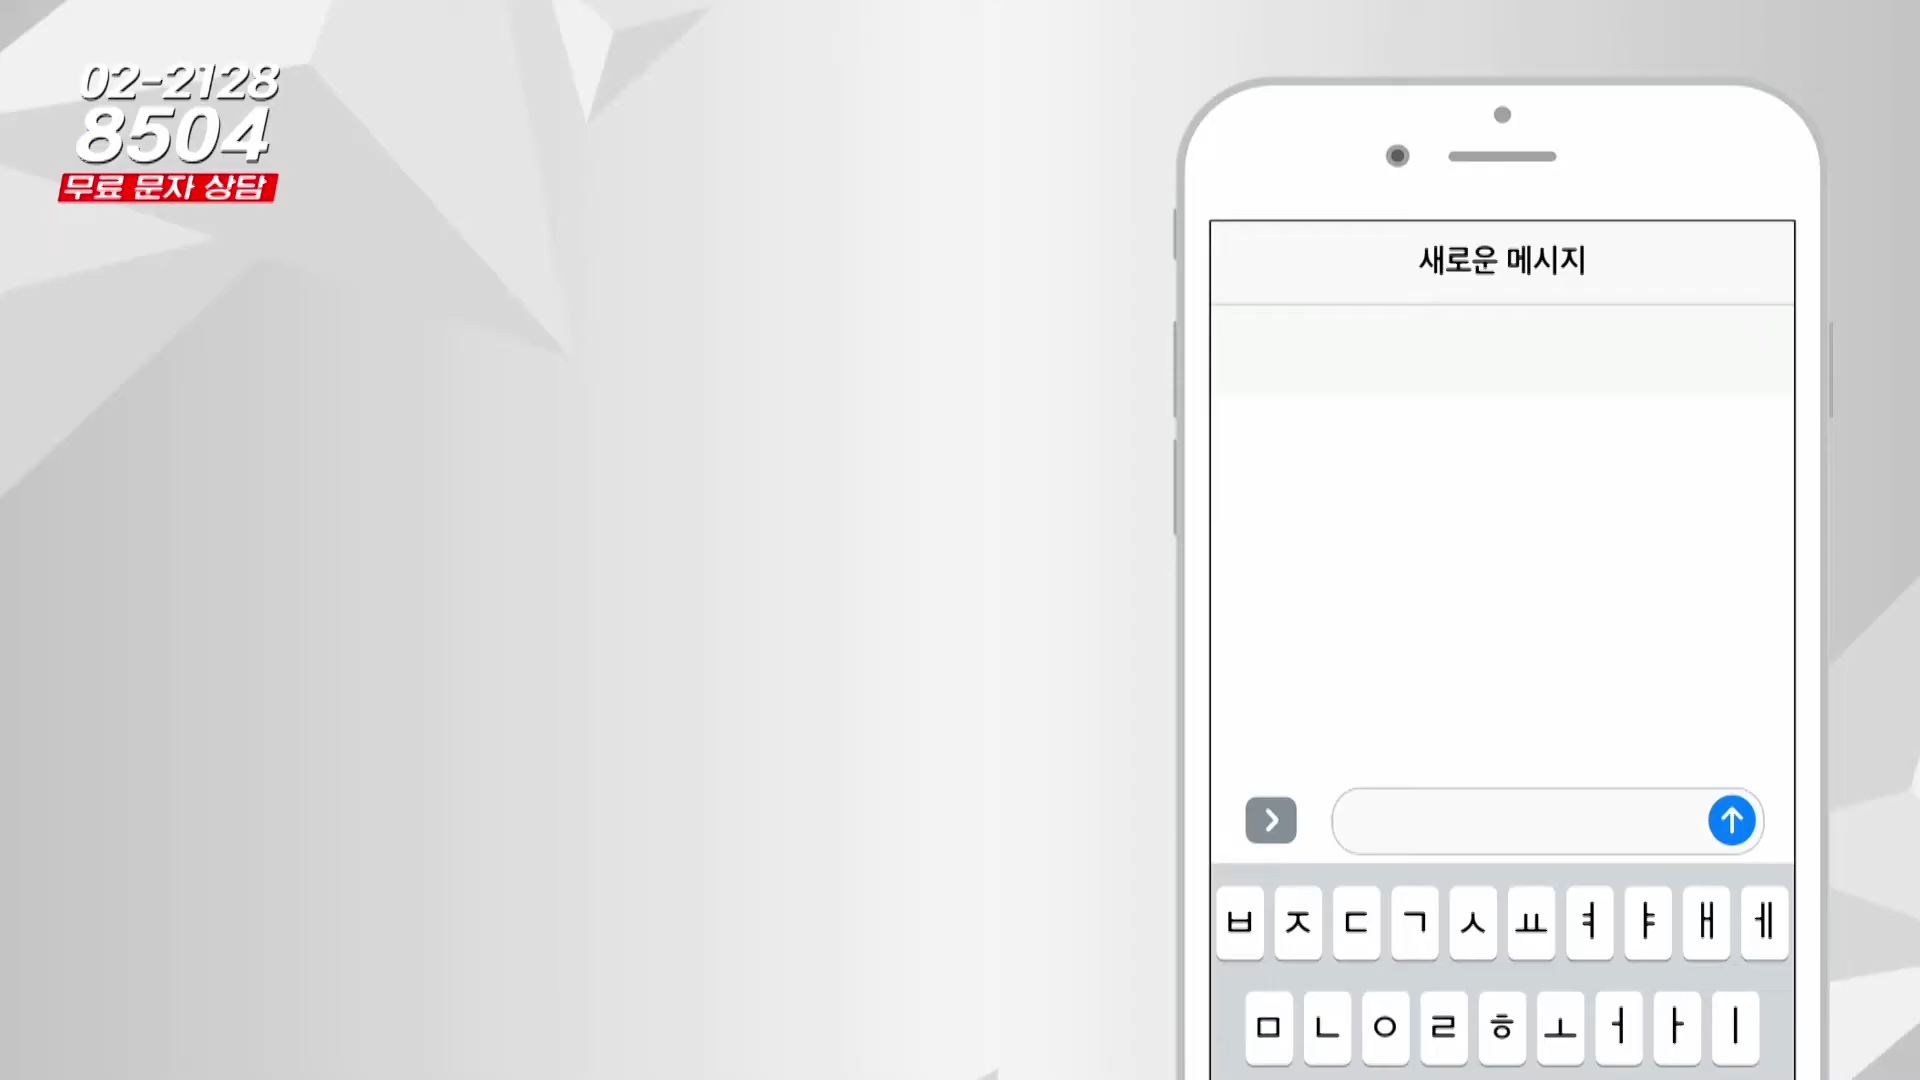 02-2128
8504
무료 문자 상담
새로운 메시지
ㅂ ㅈ ㄷ ㄱ ㅅ ㅛ ㅕ ㅑ ㅐ ㅔ
ㅁ ㄴ ㅇ ㄹ ㅎ ㅗ ㅓ ㅏ ㅣ